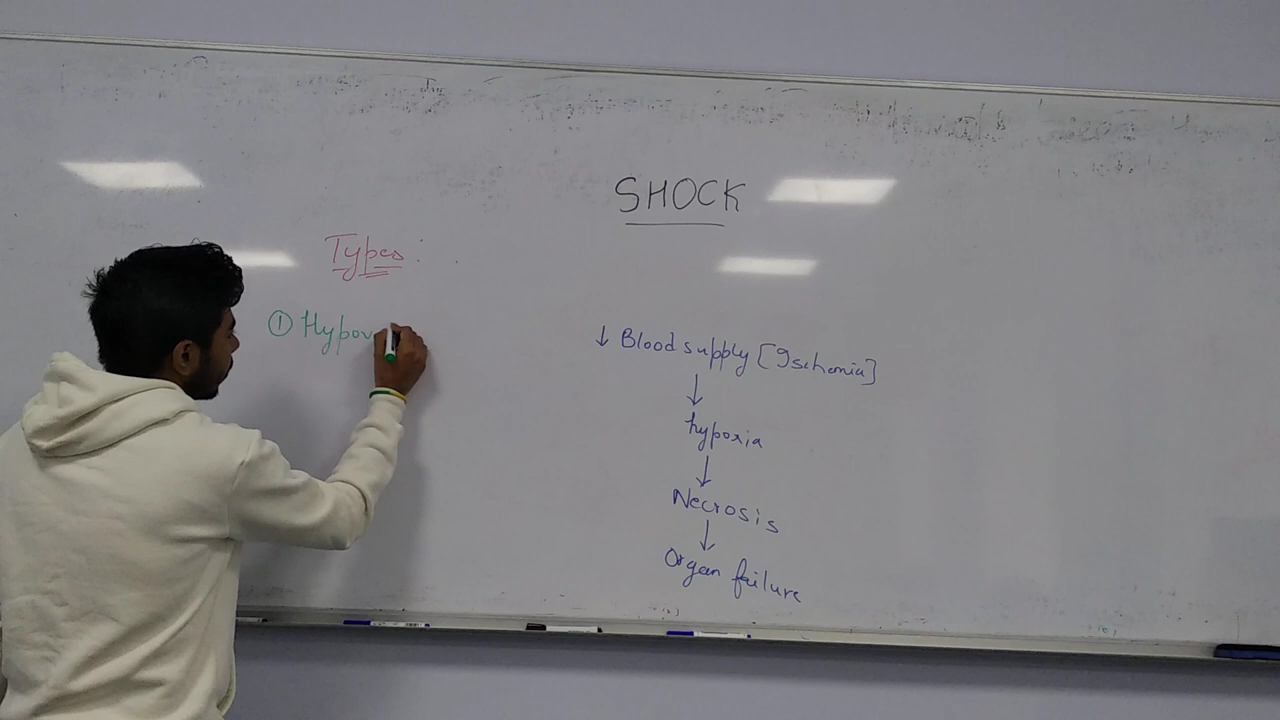 SHOCK
Types :
① Hypov
↓ Blood supply [Ischemia]
↓
hypoxia
↓
Necrosis
↓
Organ failure